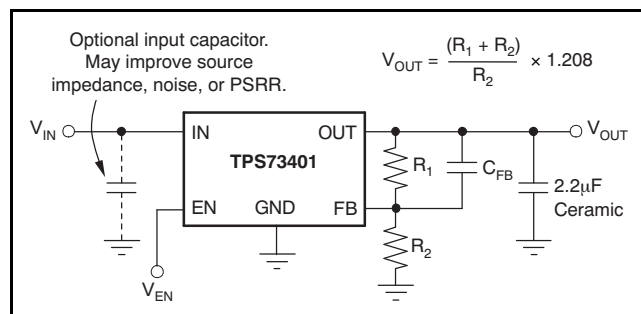 Optional input capacitor.
May improve source
impedance, noise, or PSRR.
V_OUT = (R_1 + R_2) / R_2 × 1.208
V_IN
IN
OUT
V_OUT
TPS73401
R_1
C_FB
2.2μF
Ceramic
EN
GND
FB
R_2
V_EN